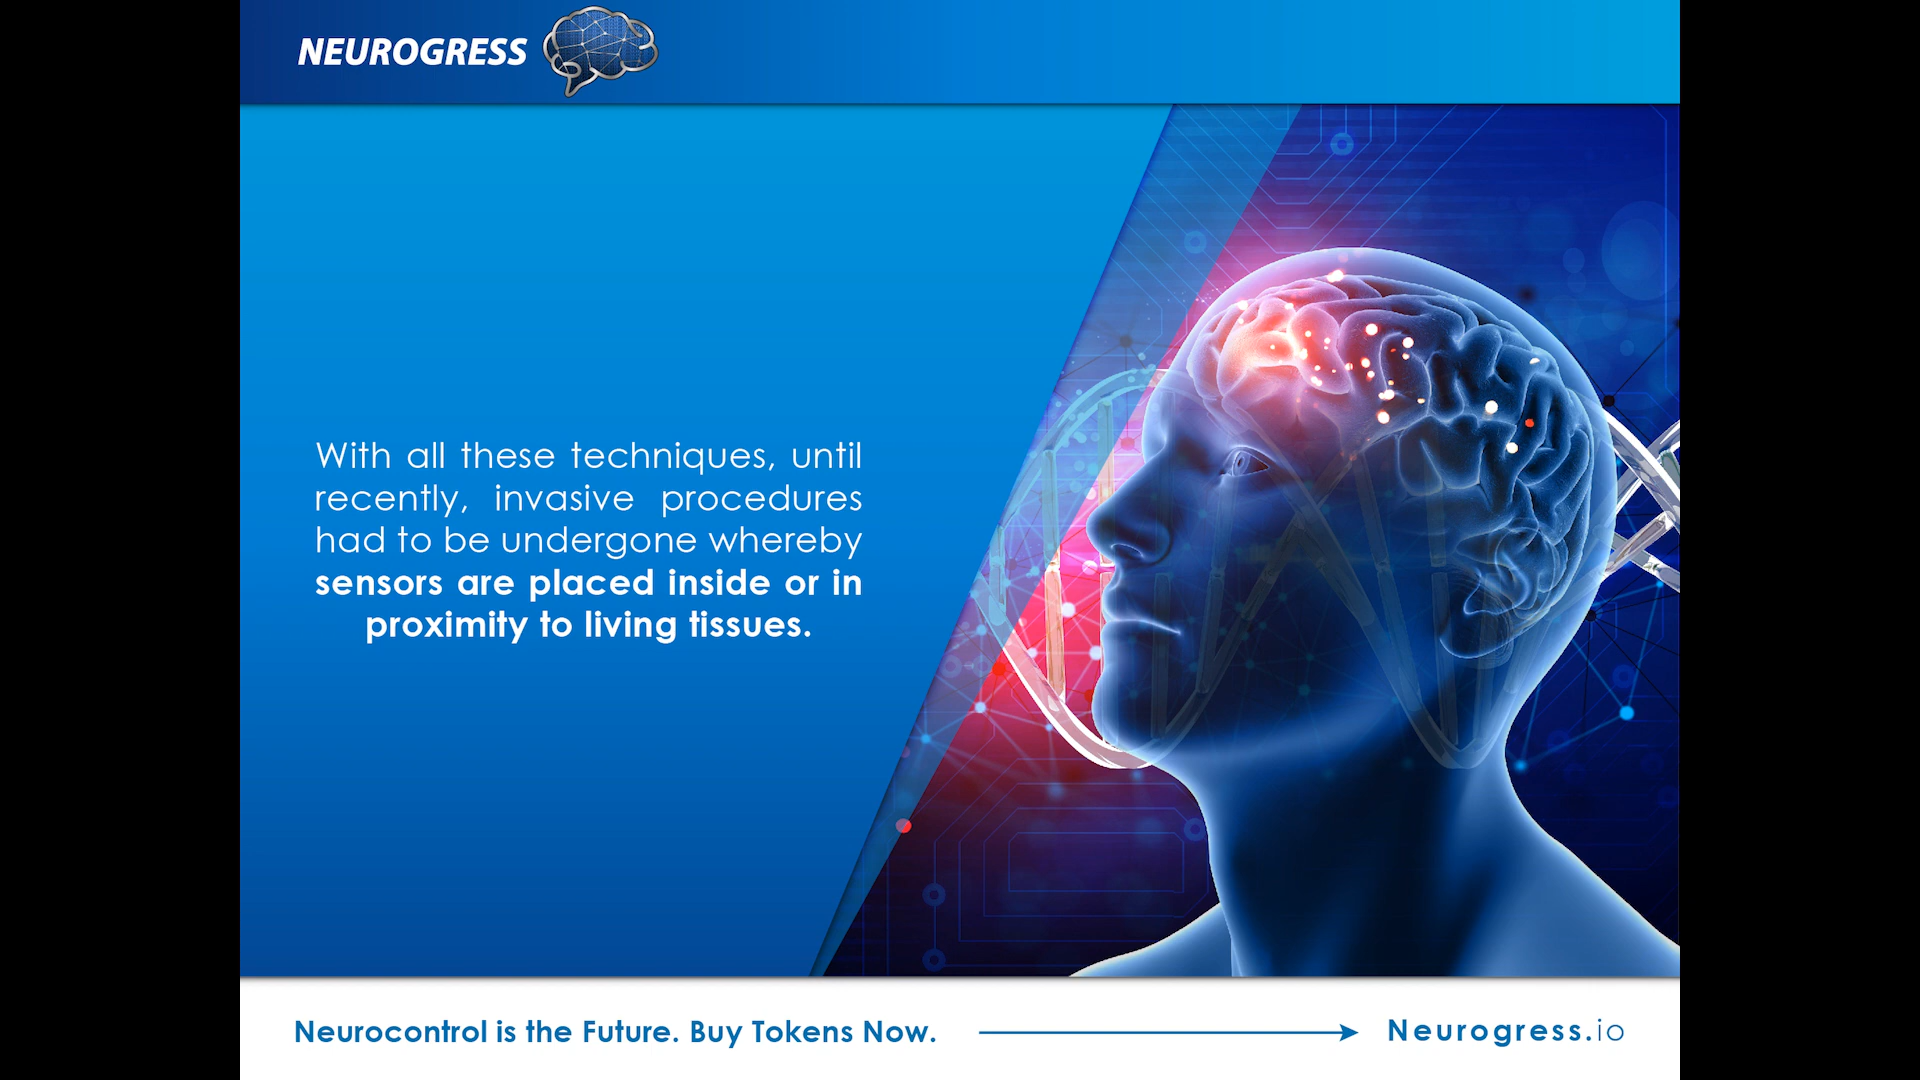 NEUROGRESS
With all these techniques, until
recently, invasive procedures
had to be undergone whereby
sensors are placed inside or in
proximity to living tissues.
Neurocontrol is the Future. Buy Tokens Now.
Neurogress.io